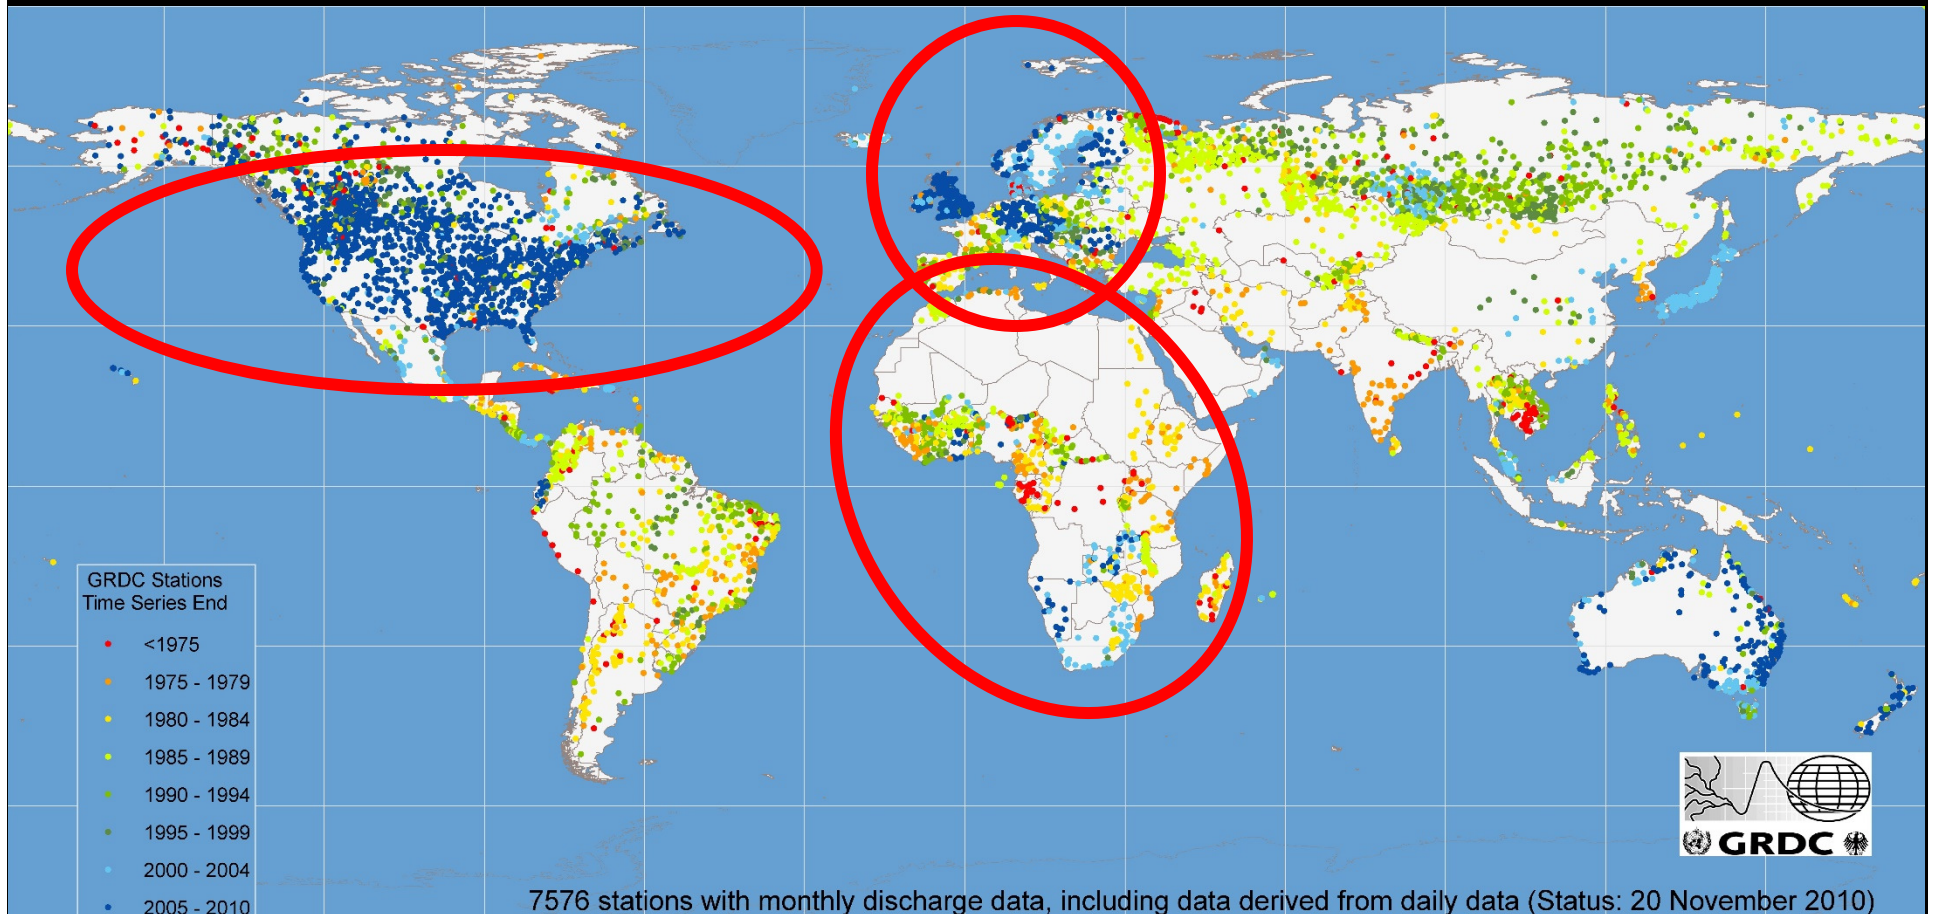 GRDC Stations
Time Series End
<1975
1975 - 1979
1980 - 1984
1985 - 1989
1990 - 1994
1995 - 1999
2000 - 2004
2005 - 2010
GRDC
7576 stations with monthly discharge data, including data derived from daily data (Status: 20 November 2010)